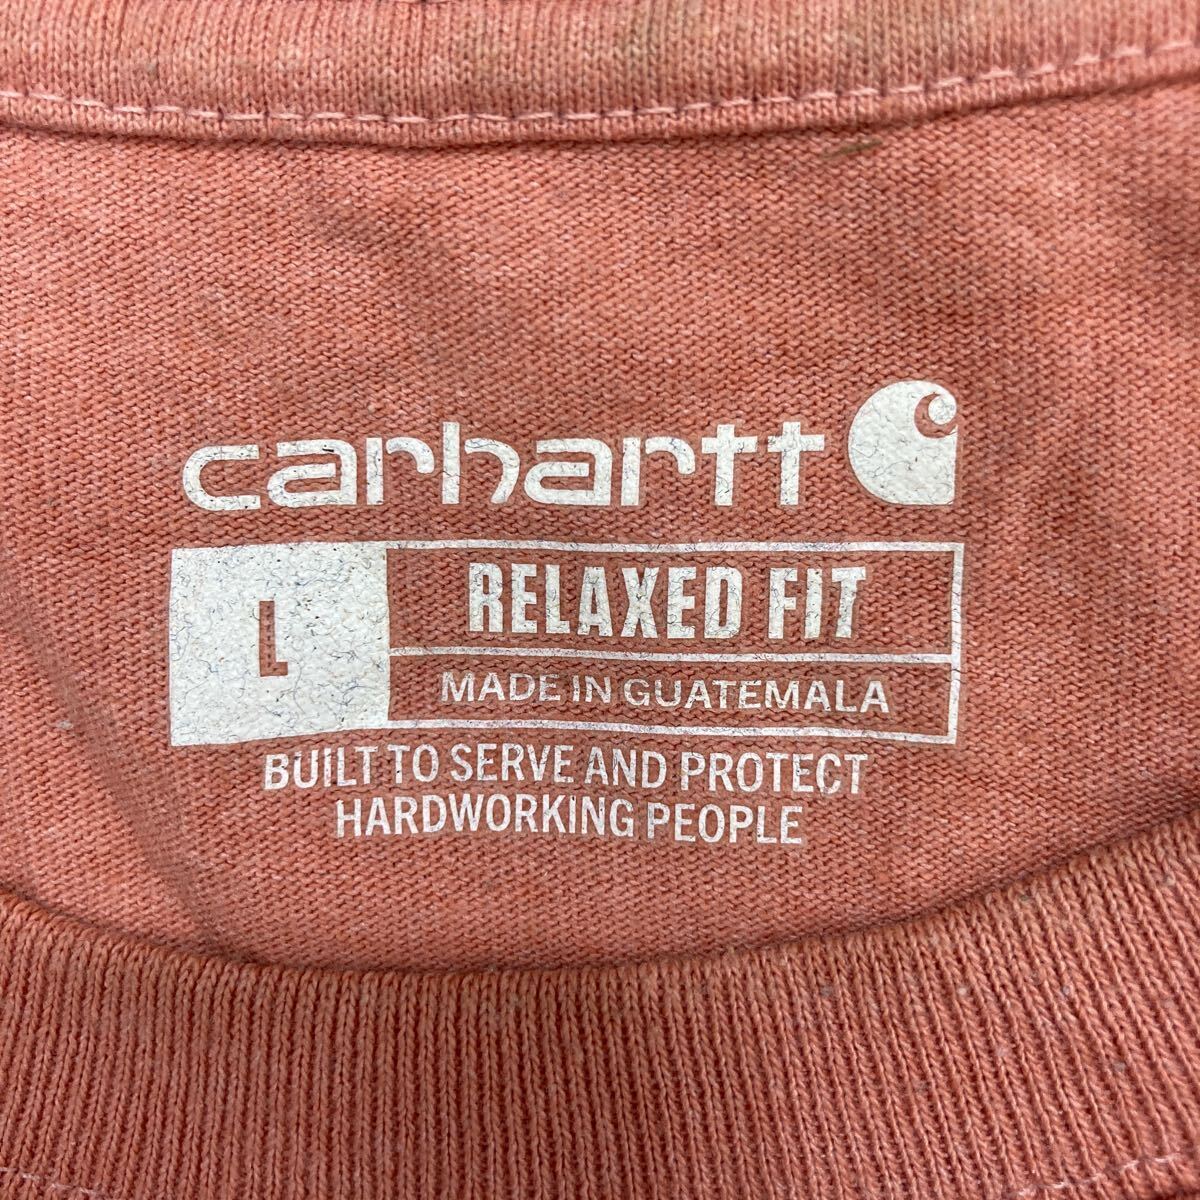 carhartt
L
RELAXED FIT
MADE IN GUATEMALA
BUILT TO SERVE AND PROTECT
HARDWORKING PEOPLE